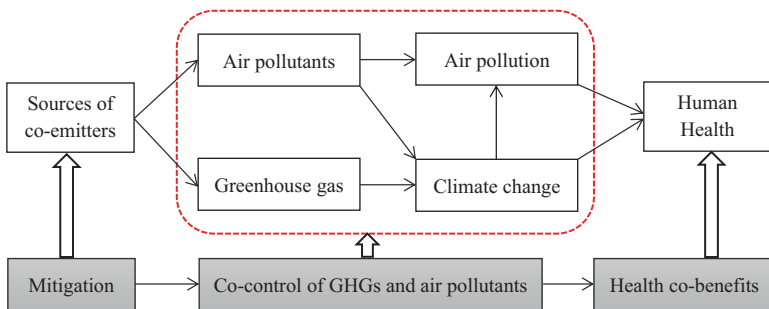 Air pollutants
Air pollution
Sources of
co-emitters
Human
Health
Greenhouse gas
Climate change
Mitigation
Co-control of GHGs and air pollutants
Health co-benefits